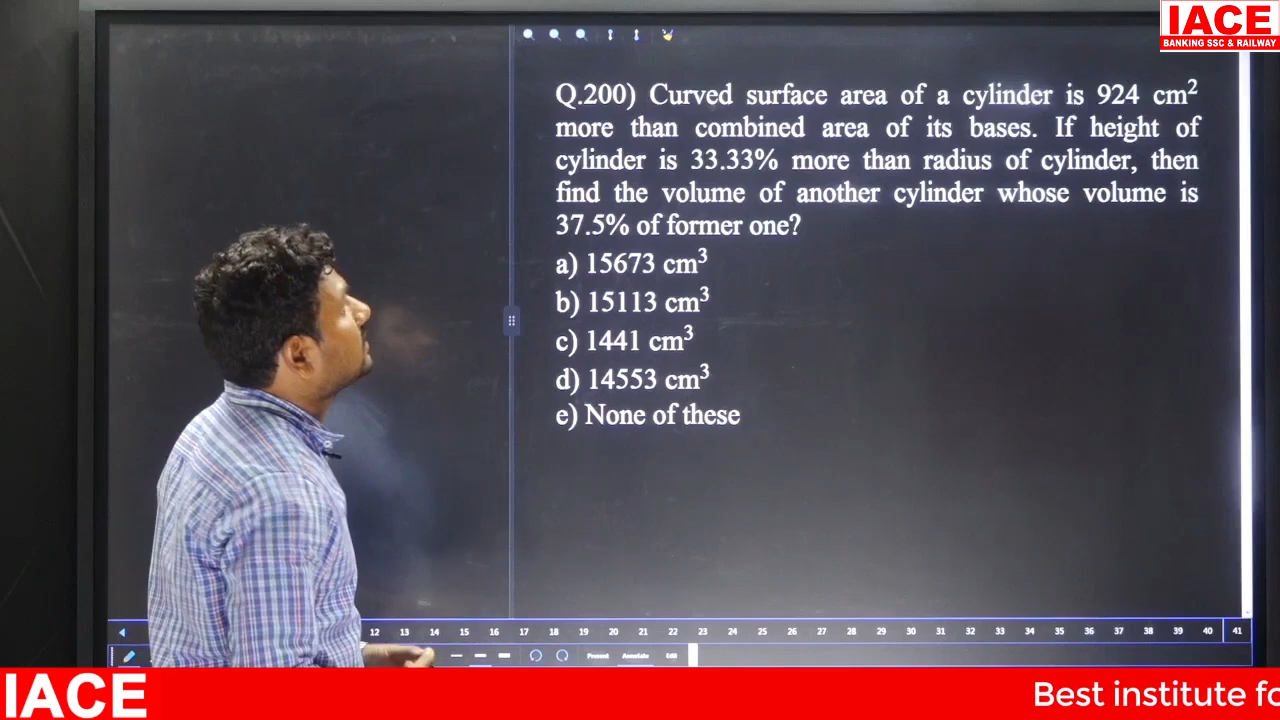 IACE
BANKING SSC & RAILWAY
Q.200) Curved surface area of a cylinder is 924 cm²
more than combined area of its bases. If height of
cylinder is 33.33% more than radius of cylinder, then
find the volume of another cylinder whose volume is
37.5% of former one?
a) 15673 cm³
b) 15113 cm³
c) 1441 cm³
d) 14553 cm³
e) None of these
12 13 14 15 16 17 18 19 20 21 22 23 24 25 26 27 28 29 30 31 32 33 34 35 36 37 38 39 40 41
Present Annotate Edit
IACE
Best institute fo